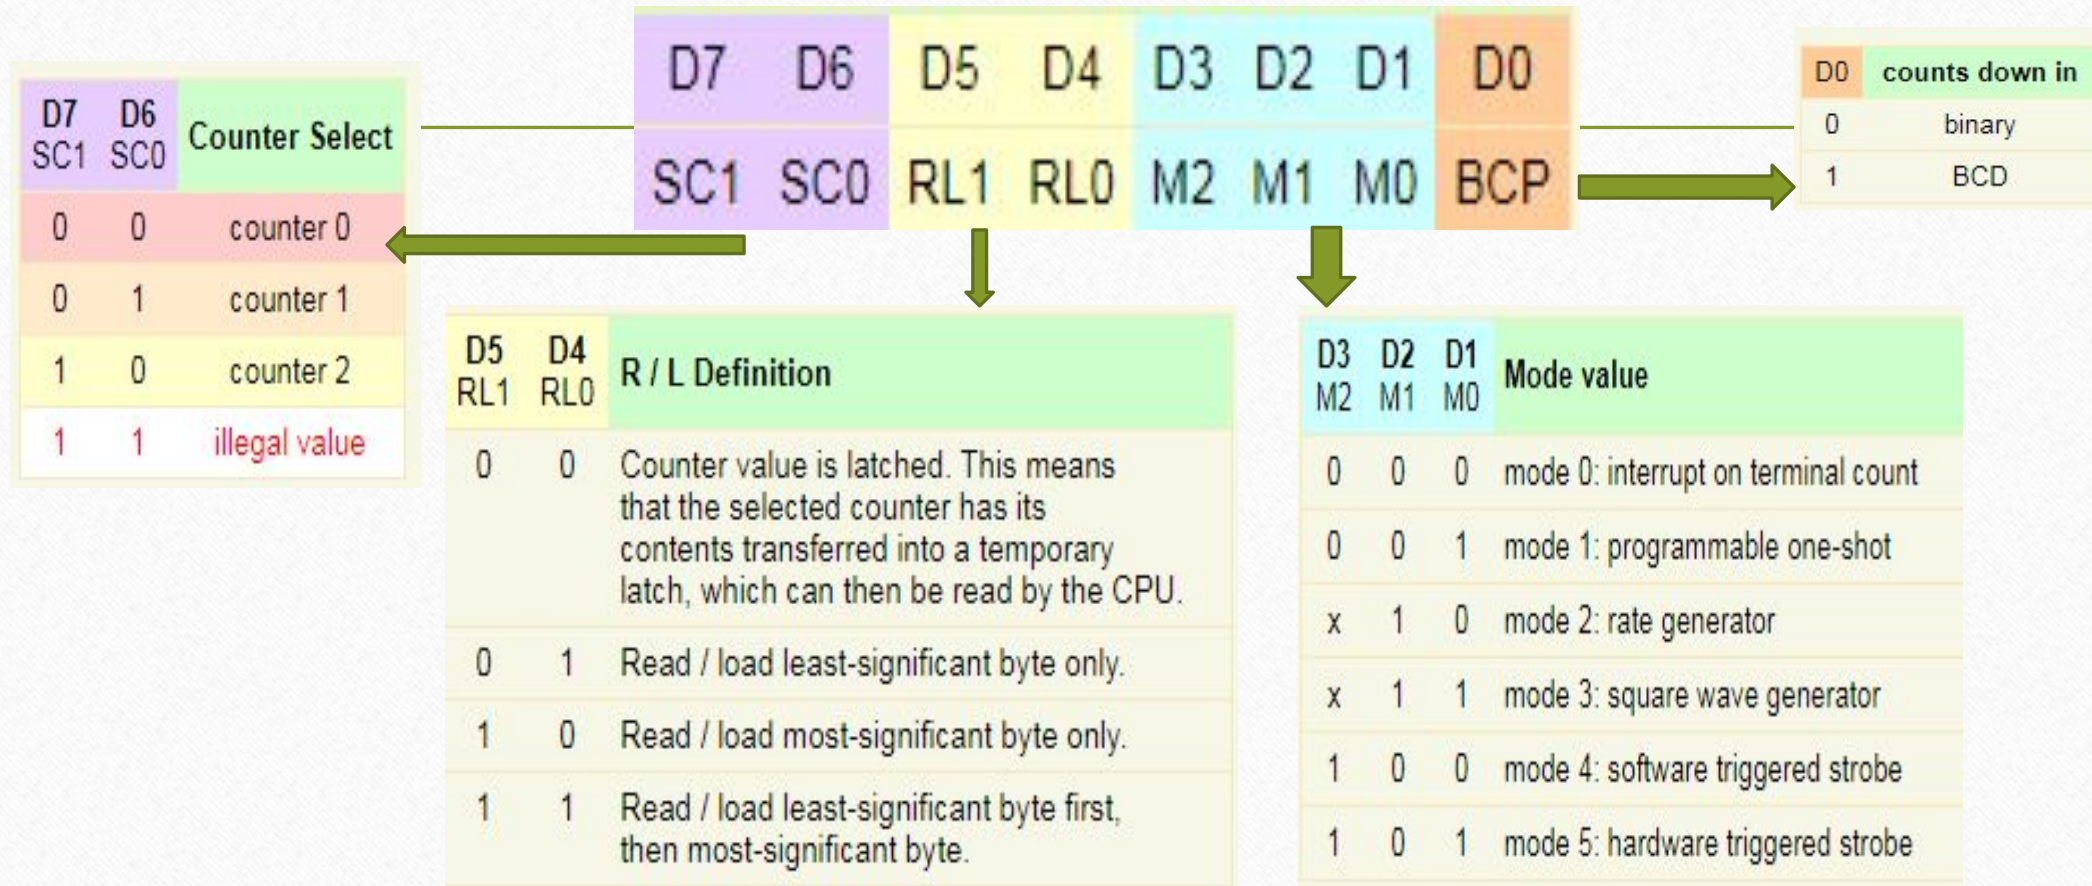 D7 D6 D5 D4 D3 D2 D1 D0
SC1 SC0 RL1 RL0 M2 M1 M0 BCP
D7 D6 Counter Select
SC1 SC0
0 0 counter 0
0 1 counter 1
1 0 counter 2
1 1 illegal value
D0 counts down in
0 binary
1 BCD
D5 D4 R / L Definition
RL1 RL0
0 0 Counter value is latched. This means
that the selected counter has its
contents transferred into a temporary
latch, which can then be read by the CPU.
0 1 Read / load least-significant byte only.
1 0 Read / load most-significant byte only.
1 1 Read / load least-significant byte first,
then most-significant byte.
D3 D2 D1 Mode value
M2 M1 M0
0 0 0 mode 0: interrupt on terminal count
0 0 1 mode 1: programmable one-shot
x 1 0 mode 2: rate generator
x 1 1 mode 3: square wave generator
1 0 0 mode 4: software triggered strobe
1 0 1 mode 5: hardware triggered strobe